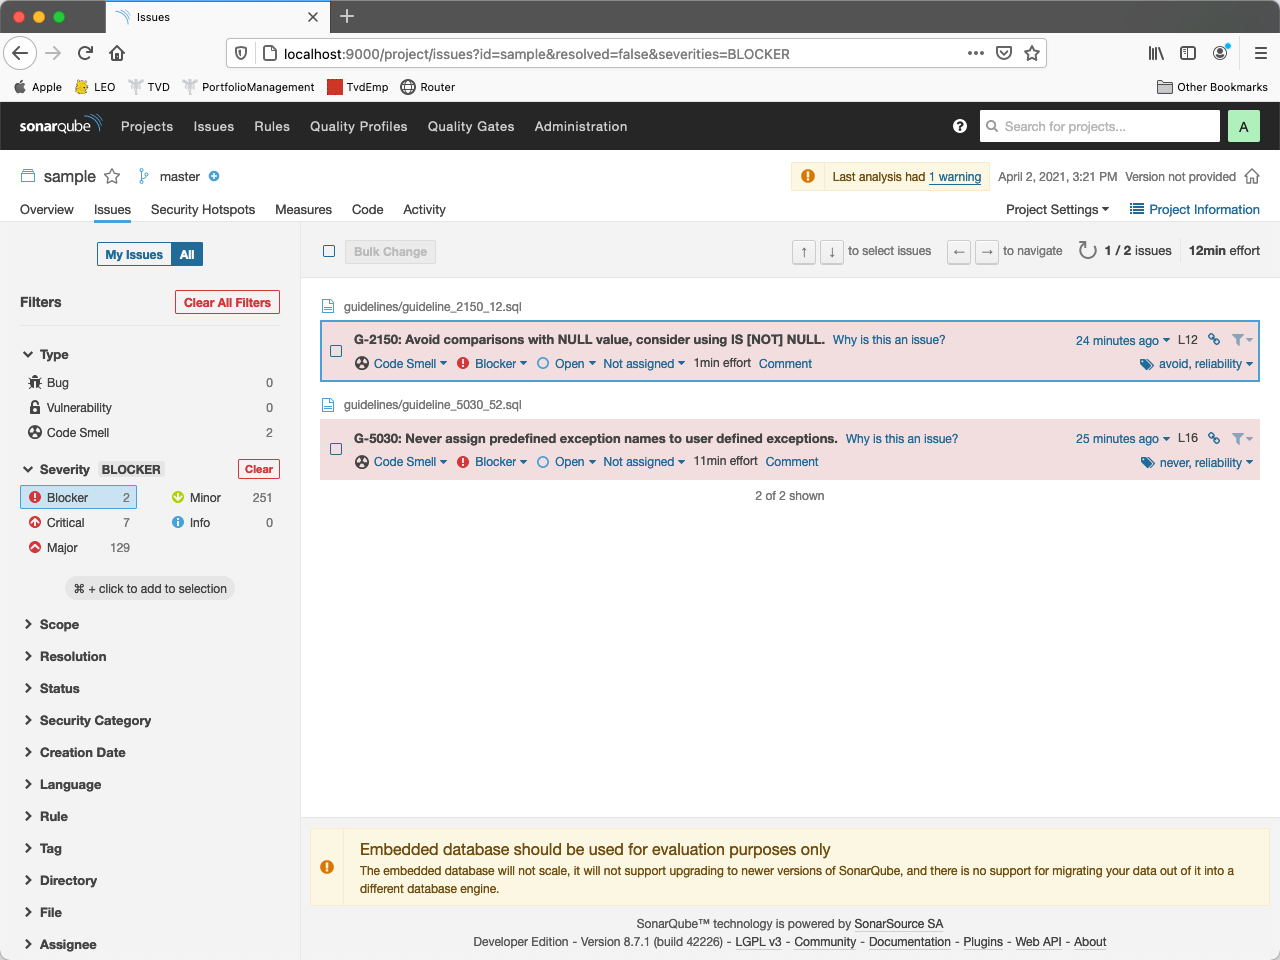 Issues
localhost:9000/project/issues?id=sample&resolved=false&severities=BLOCKER
Apple LEO TVD PortfolioManagement TvdEmp Router Other Bookmarks
sonarqube Projects Issues Rules Quality Profiles Quality Gates Administration ? Search for projects... A
sample master Last analysis had 1 warning April 2, 2021, 3:21 PM Version not provided
Overview Issues Security Hotspots Measures Code Activity Project Settings Project Information
My Issues All
Bulk Change ↑ ↓ to select issues ← → to navigate 1 / 2 issues 12min effort
Filters Clear All Filters
Type
Bug 0
Vulnerability 0
Code Smell 2
Severity BLOCKER Clear
Blocker 2 Minor 251
Critical 7 Info 0
Major 129
⌘ + click to add to selection
Scope
Resolution
Status
Security Category
Creation Date
Language
Rule
Tag
Directory
File
Assignee
guidelines/guideline_2150_12.sql
G-2150: Avoid comparisons with NULL value, consider using IS [NOT] NULL. Why is this an issue? 24 minutes ago L12
Code Smell Blocker Open Not assigned 1min effort Comment avoid, reliability
guidelines/guideline_5030_52.sql
G-5030: Never assign predefined exception names to user defined exceptions. Why is this an issue? 25 minutes ago L16
Code Smell Blocker Open Not assigned 11min effort Comment never, reliability
2 of 2 shown
Embedded database should be used for evaluation purposes only
The embedded database will not scale, it will not support upgrading to newer versions of SonarQube, and there is no support for migrating your data out of it into a
different database engine.
SonarQube™ technology is powered by SonarSource SA
Developer Edition - Version 8.7.1 (build 42226) - LGPL v3 - Community - Documentation - Plugins - Web API - About